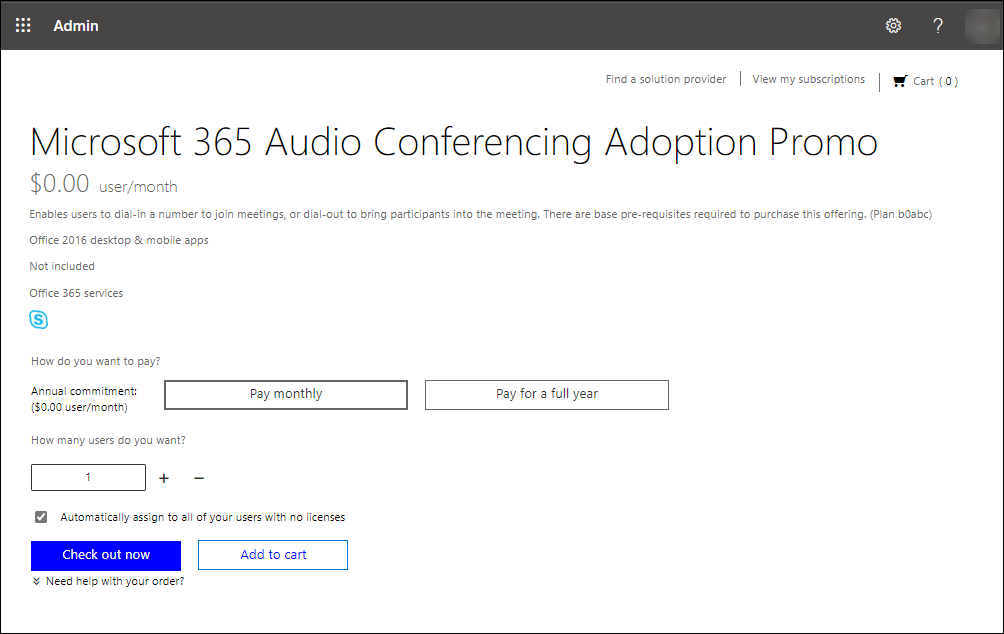 Admin
?
Find a solution provider | View my subscriptions | Cart ( 0 )
Microsoft 365 Audio Conferencing Adoption Promo
$0.00 user/month
Enables users to dial-in a number to join meetings, or dial-out to bring participants into the meeting. There are base pre-requisites required to purchase this offering. (Plan b0abc)
Office 2016 desktop & mobile apps
Not included
Office 365 services
S
How do you want to pay?
Annual commitment:
($0.00 user/month)
Pay monthly
Pay for a full year
How many users do you want?
1 + −
Automatically assign to all of your users with no licenses
Check out now
Add to cart
Need help with your order?